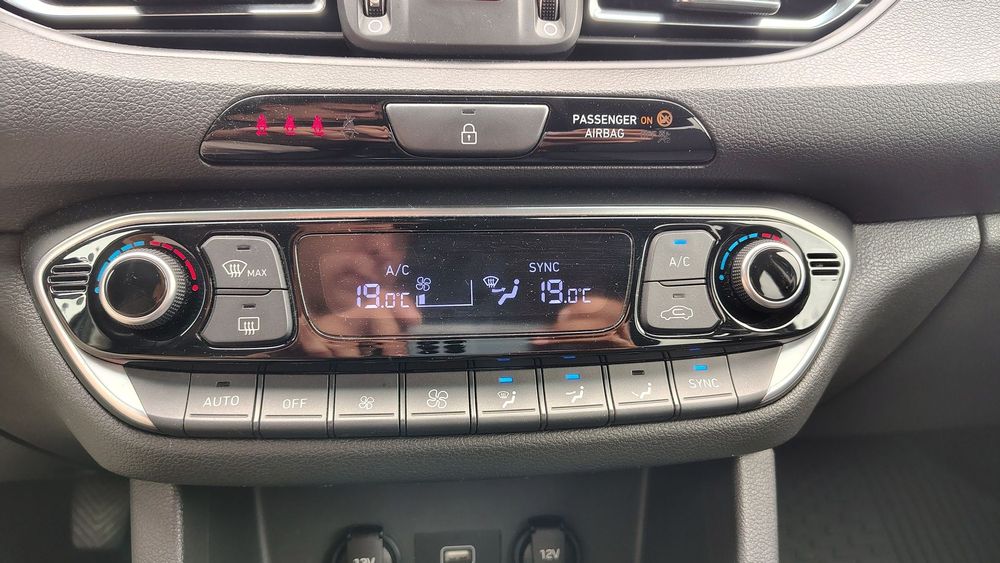 PASSENGER ON
AIRBAG
MAX
A/C
19.0°C
SYNC
19.0°C
A/C
AUTO
OFF
SYNC
12V
12V